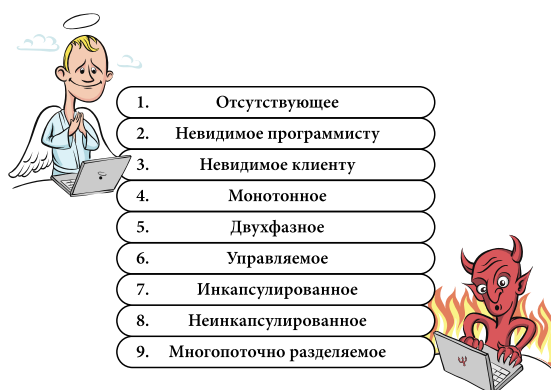 1. Отсутствующее
2. Невидимое программисту
3. Невидимое клиенту
4. Монотонное
5. Двухфазное
6. Управляемое
7. Инкапсулированное
8. Неинкапсулированное
9. Многопоточно разделяемое